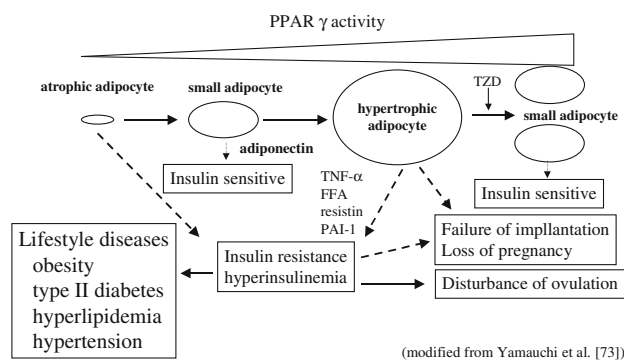 PPAR γ activity
atrophic adipocyte
small adipocyte
hypertrophic
adipocyte
TZD
small adipocyte
adiponectin
Insulin sensitive
TNF-α
FFA
resistin
PAI-1
Insulin sensitive
Lifestyle diseases
obesity
type II diabetes
hyperlipidemia
hypertension
Insulin resistance
hyperinsulinemia
Failure of impllantation
Loss of pregnancy
Disturbance of ovulation
(modified from Yamauchi et al. [73])